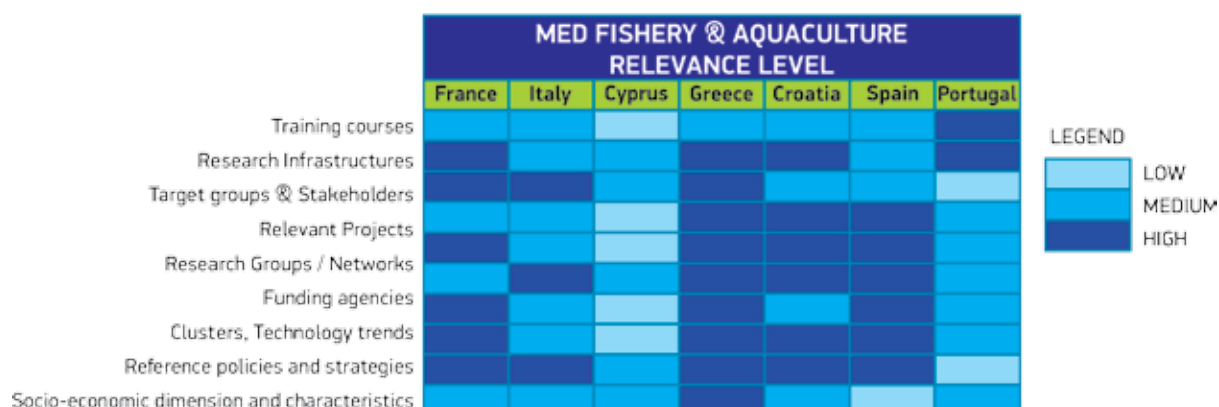 MED FISHERY & AQUACULTURE
RELEVANCE LEVEL
France Italy Cyprus Greece Croatia Spain Portugal
Training courses
Research Infrastructures
Target groups & Stakeholders
Relevant Projects
Research Groups / Networks
Funding agencies
Clusters, Technology trends
Reference policies and strategies
Socio-economic dimension and characteristics
LEGEND
LOW
MEDIUM
HIGH